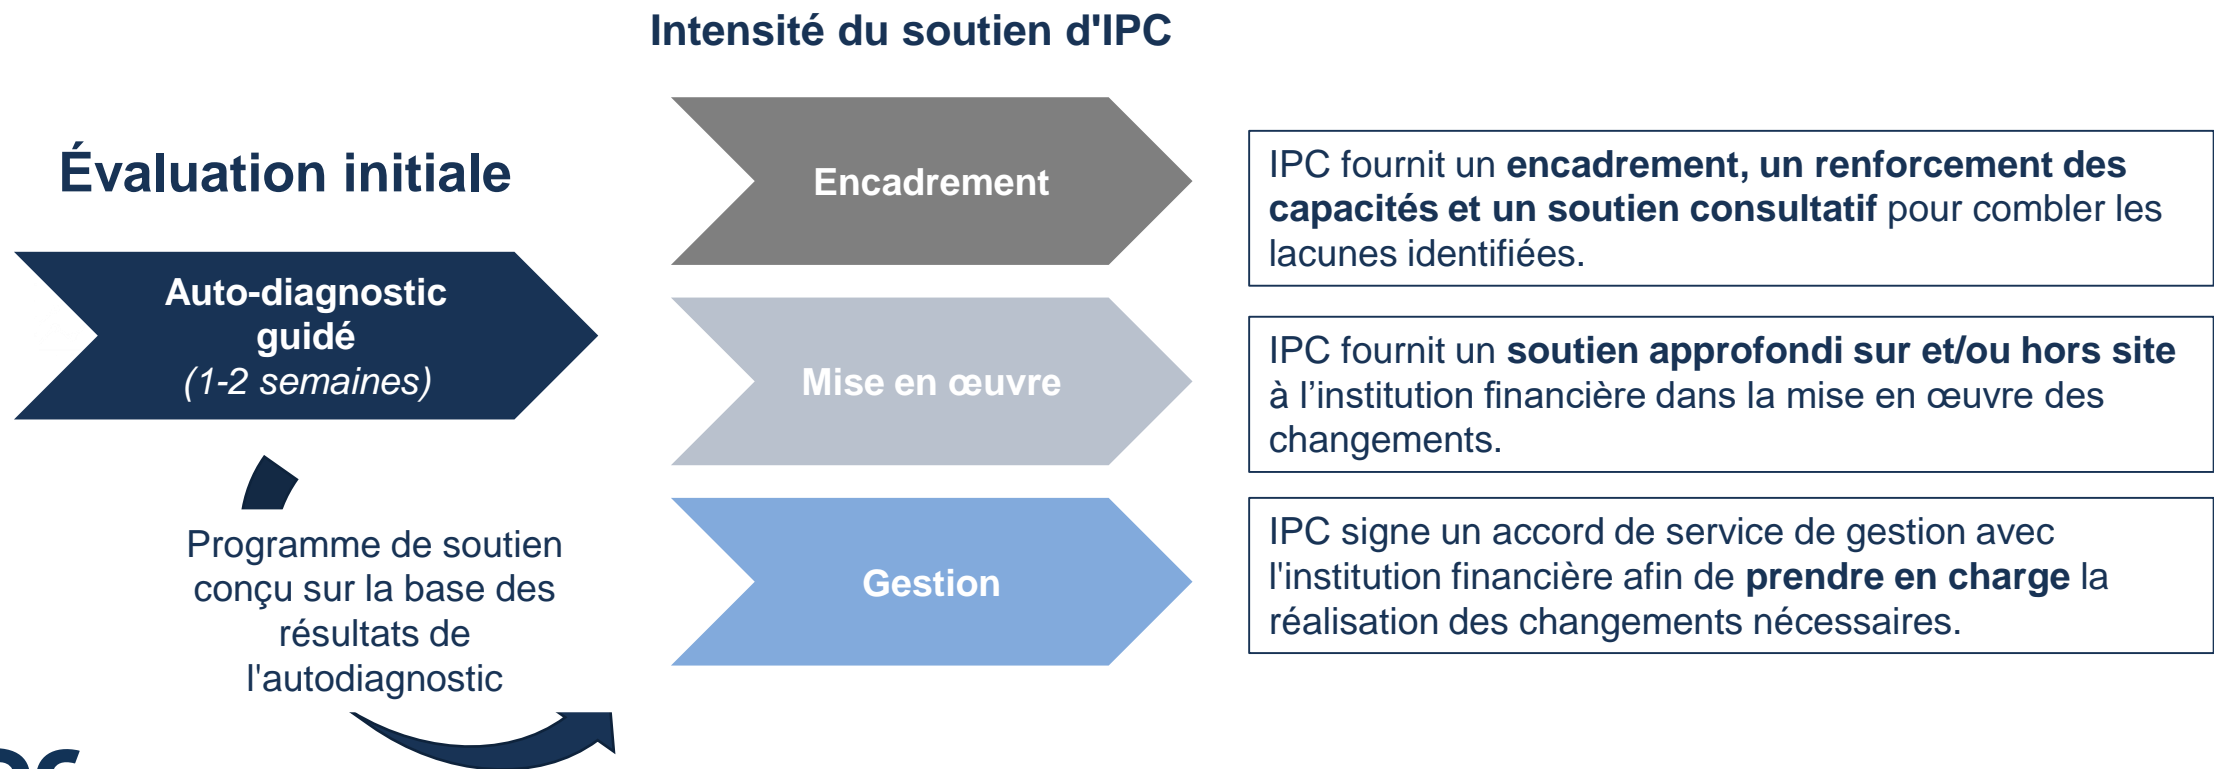 Intensité du soutien d'IPC
Évaluation initiale
Auto-diagnostic
guidé
(1-2 semaines)
Programme de soutien
conçu sur la base des
résultats de
l'autodiagnostic
Encadrement
IPC fournit un encadrement, un renforcement des
capacités et un soutien consultatif pour combler les
lacunes identifiées.
Mise en œuvre
IPC fournit un soutien approfondi sur et/ou hors site
à l’institution financière dans la mise en œuvre des
changements.
Gestion
IPC signe un accord de service de gestion avec
l'institution financière afin de prendre en charge la
réalisation des changements nécessaires.